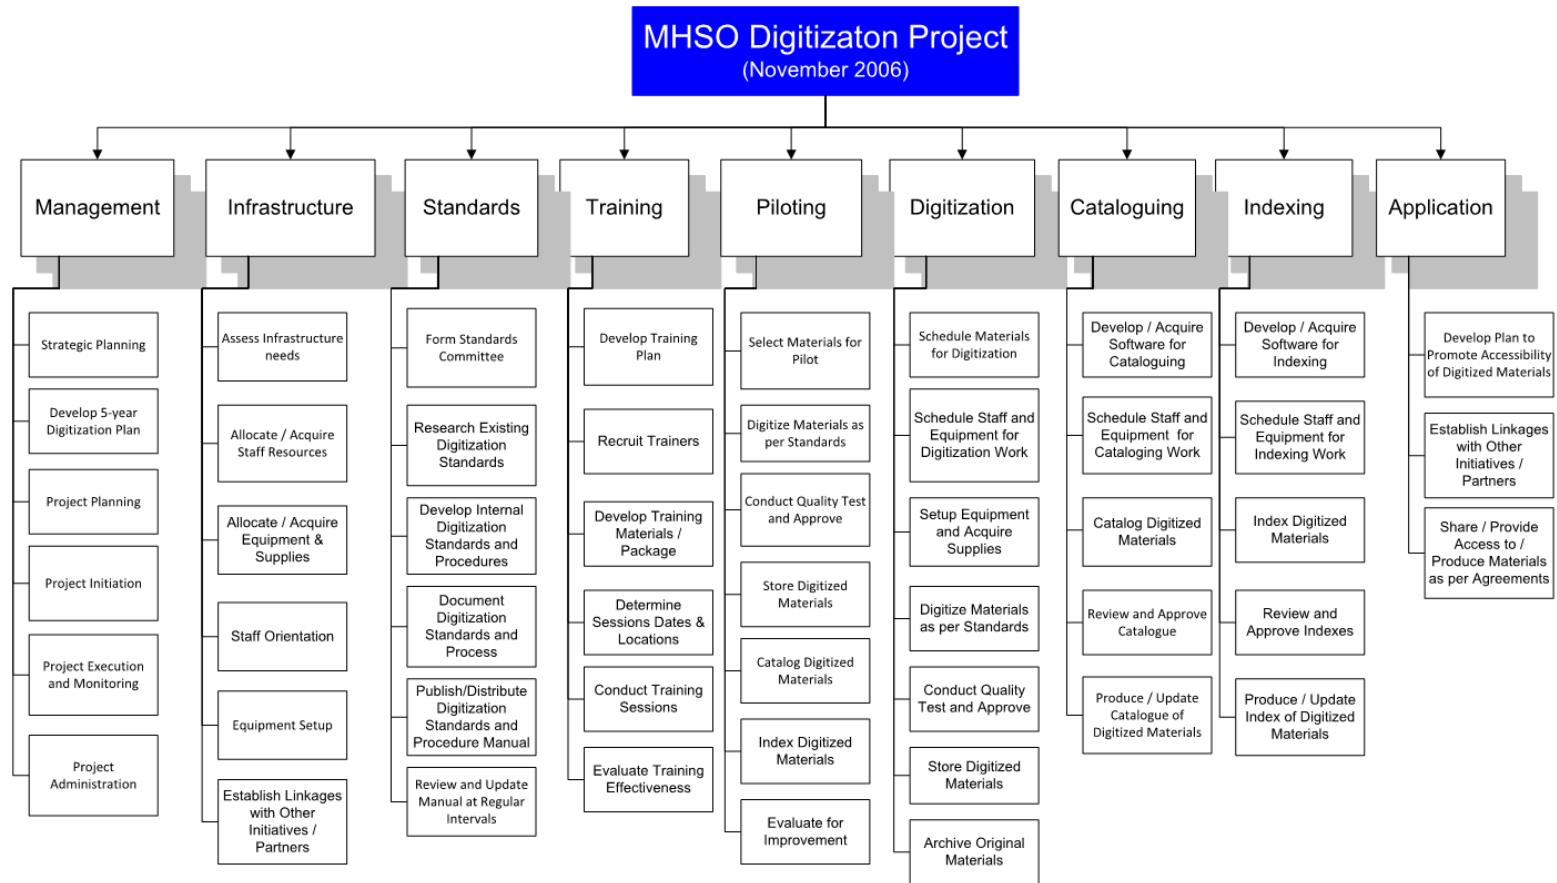 MHSO Digitizaton Project
(November 2006)
Management
Infrastructure
Standards
Training
Piloting
Digitization
Cataloguing
Indexing
Application
Strategic Planning
Develop 5-year
Digitization Plan
Project Planning
Project Initiation
Project Execution
and Monitoring
Project
Administration
Assess Infrastructure
needs
Allocate / Acquire
Staff Resources
Allocate / Acquire
Equipment &
Supplies
Staff Orientation
Equipment Setup
Establish Linkages
with Other
Initiatives /
Partners
Form Standards
Committee
Research Existing
Digitization
Standards
Develop Internal
Digitization
Standards and
Procedures
Document
Digitization
Standards and
Process
Publish/Distribute
Digitization
Standards and
Procedure Manual
Review and Update
Manual at Regular
Intervals
Develop Training
Plan
Recruit Trainers
Develop Training
Materials /
Package
Determine
Sessions Dates &
Locations
Conduct Training
Sessions
Evaluate Training
Effectiveness
Select Materials for
Pilot
Digitize Materials as
per Standards
Conduct Quality Test
and Approve
Store Digitized
Materials
Catalog Digitized
Materials
Index Digitized
Materials
Evaluate for
Improvement
Schedule Materials
for Digitization
Schedule Staff and
Equipment for
Digitization Work
Setup Equipment
and Acquire
Supplies
Digitize Materials
as per Standards
Conduct Quality
Test and Approve
Store Digitized
Materials
Archive Original
Materials
Develop / Acquire
Software for
Cataloguing
Schedule Staff and
Equipment for
Cataloging Work
Catalog Digitized
Materials
Review and Approve
Catalogue
Produce / Update
Catalogue of
Digitized Materials
Develop / Acquire
Software for
Indexing
Schedule Staff and
Equipment for
Indexing Work
Index Digitized
Materials
Review and
Approve Indexes
Produce / Update
Index of Digitized
Materials
Develop Plan to
Promote Accessibility
of Digitized Materials
Establish Linkages
with Other
Initiatives /
Partners
Share / Provide
Access to /
Produce Materials
as per Agreements